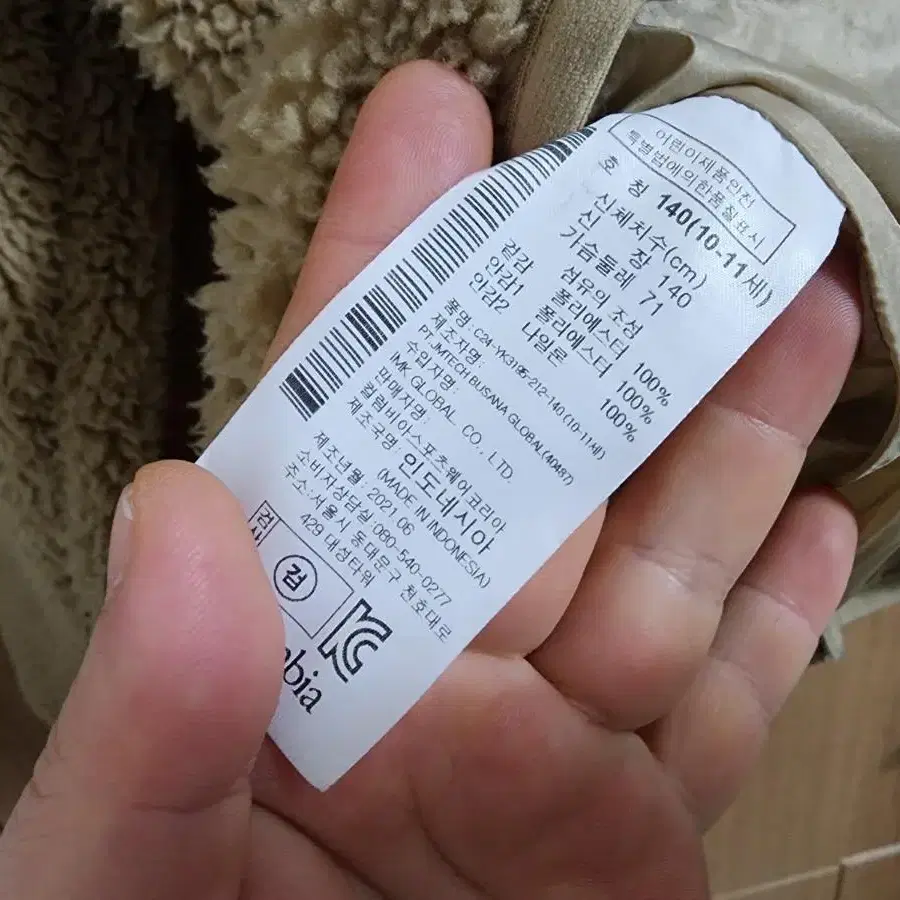 어린이제품안전
특별법에의한품질표시
호 칭 140(10-11세)
신체치수(cm)
신 장 140
가슴둘레 71
섬유의 조성
겉감 폴리에스터 100%
안감1 폴리에스터 100%
안감2 나일론 100%
품명:C24-YK3196-212-140(10-11세)
제조자명:
PT.JMTECH BUSANA GLOBAL(40487)
수입자명:
IMK GLOBAL CO., LTD.
판매자명:
컬럼비아스포츠웨어코리아
제조국명:인도네시아
(MADE IN INDONESIA)
제조년월:2021.06
소비자상담실:080-540-0277
주소:서울시 동대문구 천호대로
429 대성타워
검사
검
KC
bia